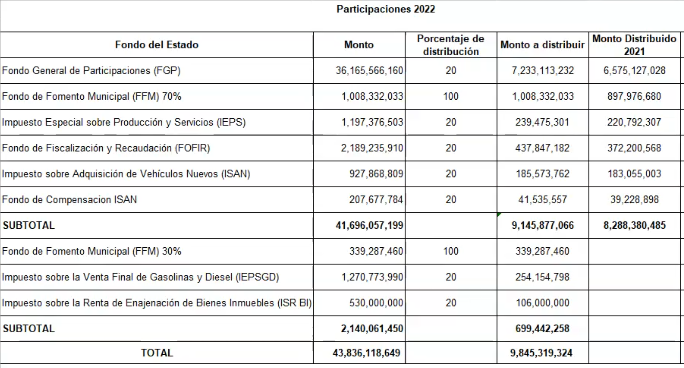 Participaciones 2022
Fondo del Estado Monto Porcentaje de distribución Monto a distribuir Monto Distribuido 2021
Fondo General de Participaciones (FGP) 36,165,566,160 20 7,233,113,232 6,575,127,028
Fondo de Fomento Municipal (FFM) 70% 1,008,332,033 100 1,008,332,033 897,976,680
Impuesto Especial sobre Producción y Servicios (IEPS) 1,197,376,503 20 239,475,301 220,792,307
Fondo de Fiscalización y Recaudación (FOFIR) 2,189,235,910 20 437,847,182 372,200,568
Impuesto sobre Adquisición de Vehículos Nuevos (ISAN) 927,868,809 20 185,573,762 183,055,003
Fondo de Compensacion ISAN 207,677,784 20 41,535,557 39,228,898
SUBTOTAL 41,696,057,199 9,145,877,066 8,288,380,485
Fondo de Fomento Municipal (FFM) 30% 339,287,460 100 339,287,460
Impuesto sobre la Venta Final de Gasolinas y Diesel (IEPSGD) 1,270,773,990 20 254,154,798
Impuesto sobre la Renta de Enajenación de Bienes Inmuebles (ISR BI) 530,000,000 20 106,000,000
SUBTOTAL 2,140,061,450 699,442,258
TOTAL 43,836,118,649 9,845,319,324